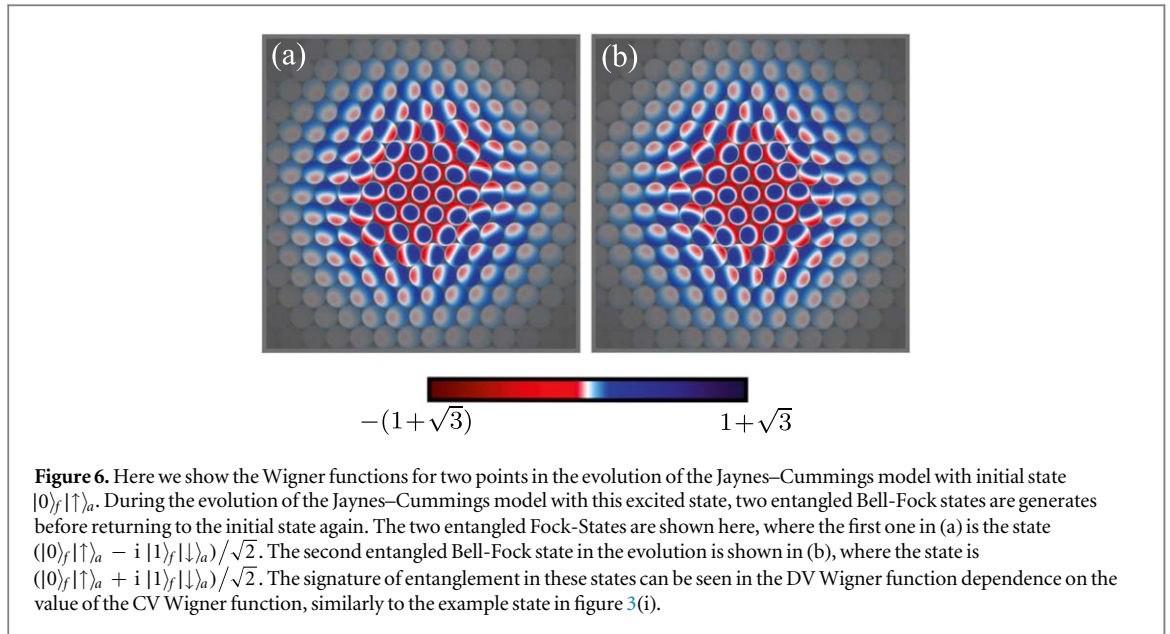 (a) (b)
−(1+√3) 1+√3
Figure 6. Here we show the Wigner functions for two points in the evolution of the Jaynes–Cummings model with initial state
|0⟩f|↑⟩a. During the evolution of the Jaynes–Cummings model with this excited state, two entangled Bell-Fock states are generates
before returning to the initial state again. The two entangled Fock-States are shown here, where the first one in (a) is the state
(|0⟩f|↑⟩a − i |1⟩f|↓⟩a)/√2. The second entangled Bell-Fock state in the evolution is shown in (b), where the state is
(|0⟩f|↑⟩a + i |1⟩f|↓⟩a)/√2. The signature of entanglement in these states can be seen in the DV Wigner function dependence on the
value of the CV Wigner function, similarly to the example state in figure 3(i).